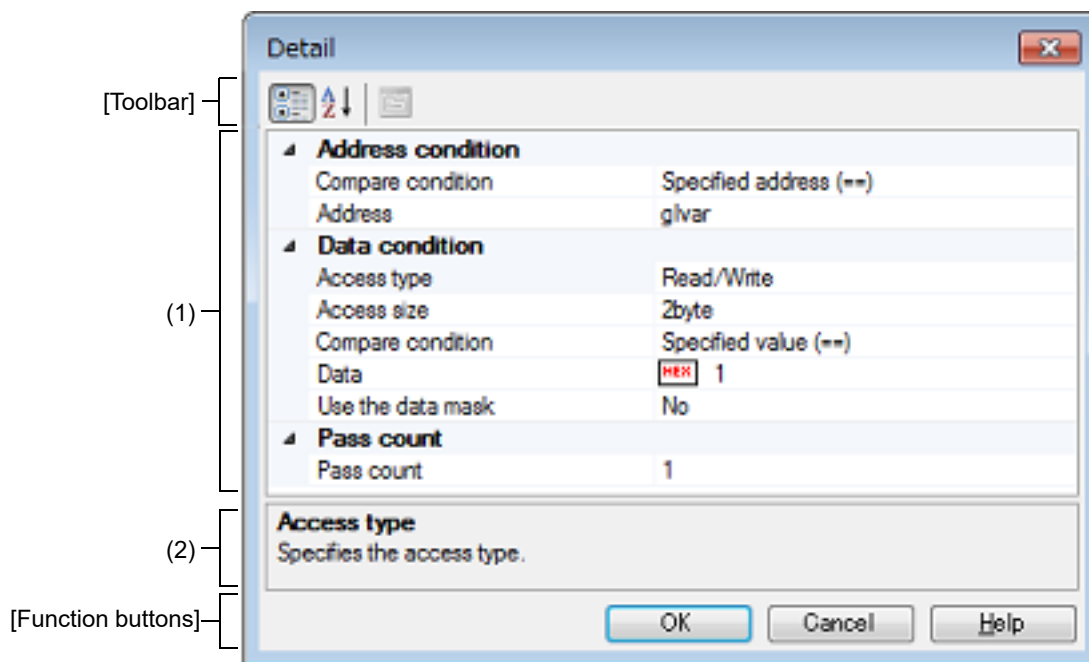 Detail
[Toolbar]
A
Z
Address condition
Compare condition Specified address (==)
Address glvar
Data condition
Access type Read/Write
(1)
Access size 2byte
Compare condition Specified value (==)
Data HEX 1
Use the data mask No
Pass count
Pass count 1
Access type
(2)
Specifies the access type.
[Function buttons]
OK Cancel Help